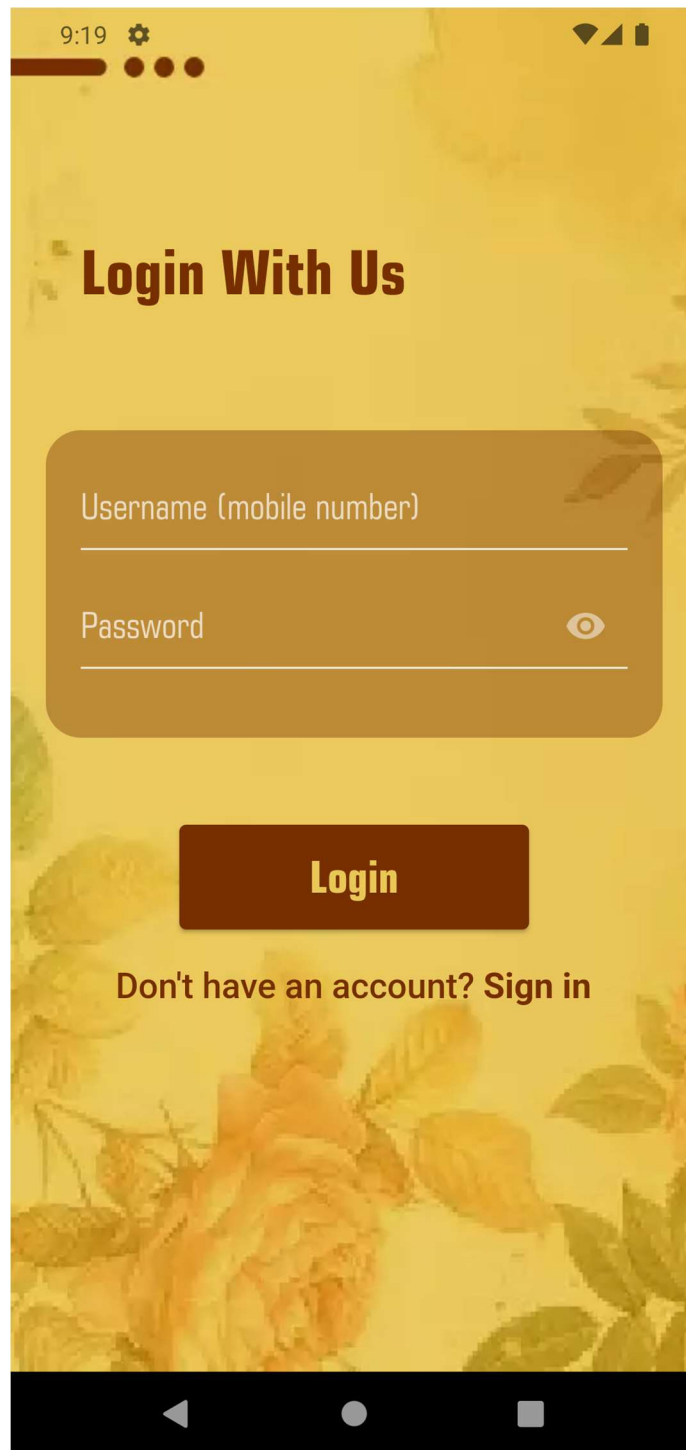 9:19
Login With Us
Username (mobile number)
Password
Login
Don't have an account? Sign in